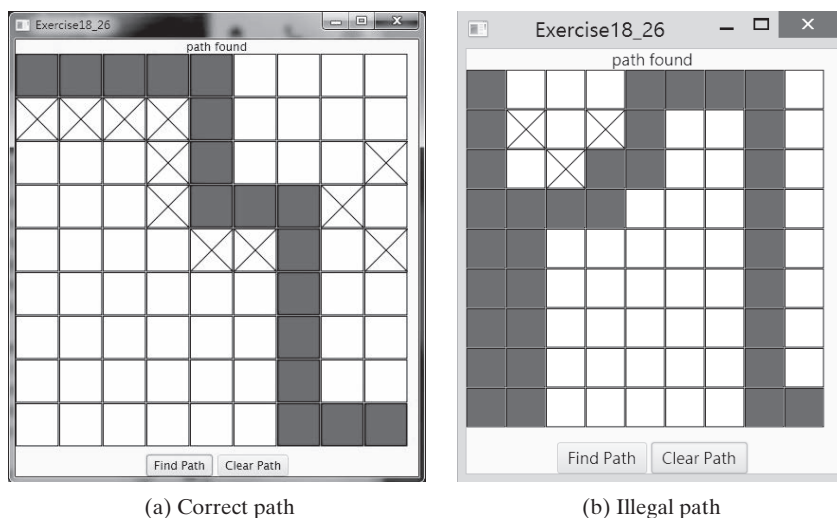 Exercise18_26
path found
Find Path
Clear Path
(a) Correct path
Exercise18_26
path found
Find Path
Clear Path
(b) Illegal path